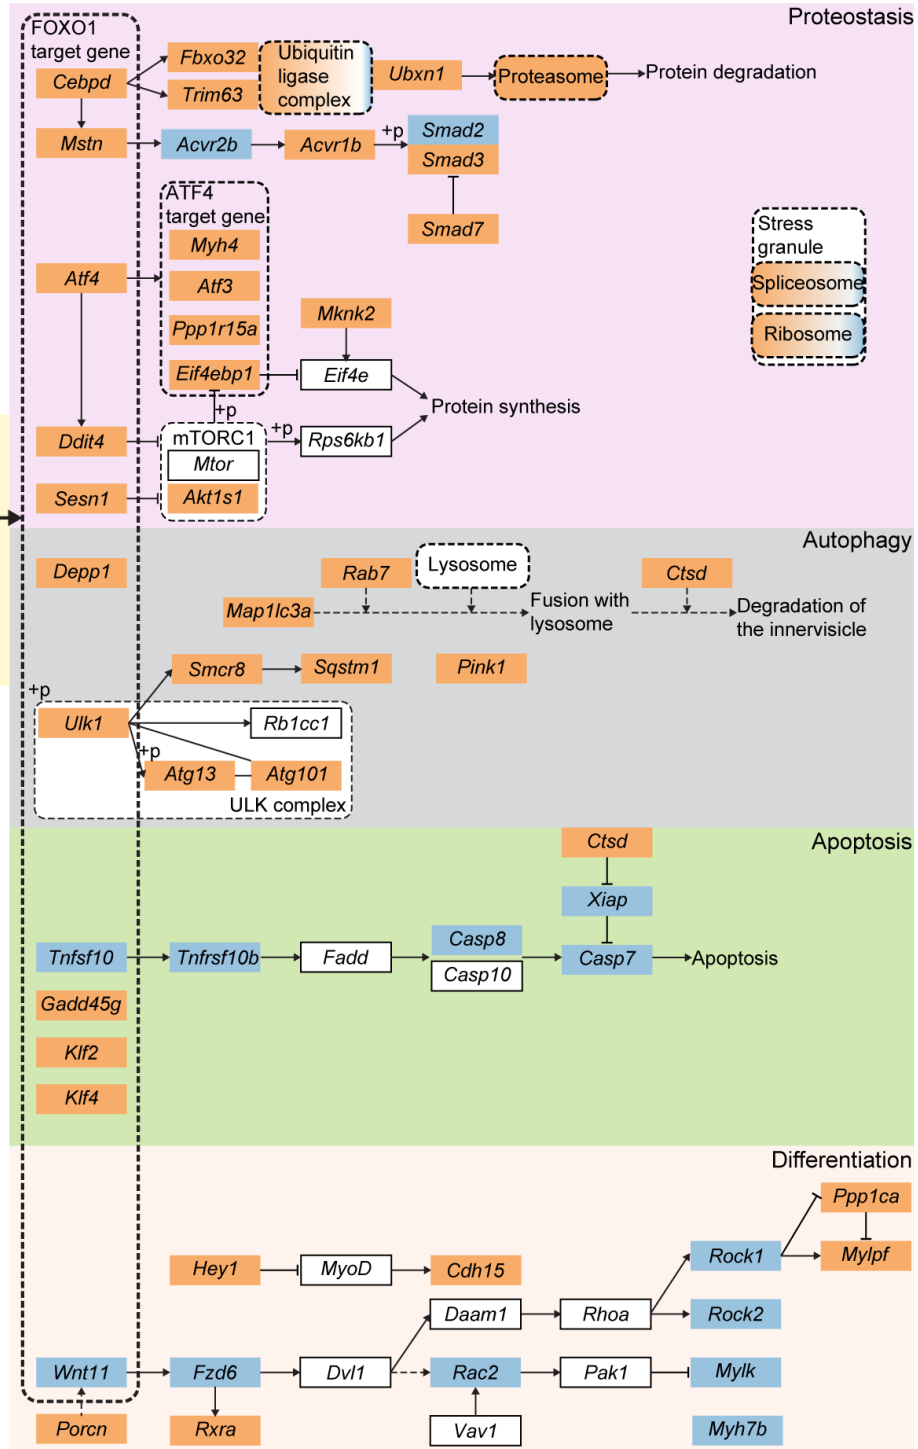 Proteostasis
FOXO1
target gene
Cebpd
Fbxo32
Trim63
Ubiquitin
ligase
complex
Ubxn1
Proteasome
Protein degradation
Mstn
Acvr2b
Acvr1b
+p
Smad2
Smad3
Smad7
ATF4
target gene
Myh4
Atf4
Atf3
Ppp1r15a
Eif4ebp1
Mknk2
Eif4e
Protein synthesis
Stress
granule
Spliceosome
Ribosome
+p
Ddit4
mTORC1
+p
Rps6kb1
Mtor
Sesn1
Akt1s1
Autophagy
Depp1
Rab7
Lysosome
Ctsd
Map1lc3a
Fusion with
lysosome
Degradation of
the innervisicle
Smcr8
Sqstm1
Pink1
+p
Ulk1
Rb1cc1
+p
Atg13
Atg101
ULK complex
Apoptosis
Ctsd
Xiap
Tnfsf10
Tnfrsf10b
Fadd
Casp8
Casp10
Casp7
Apoptosis
Gadd45g
Klf2
Klf4
Differentiation
Ppp1ca
Hey1
MyoD
Cdh15
Rock1
Mylpf
Daam1
Rhoa
Rock2
Wnt11
Fzd6
Dvl1
Rac2
Pak1
Mylk
Porcn
Rxra
Vav1
Myh7b